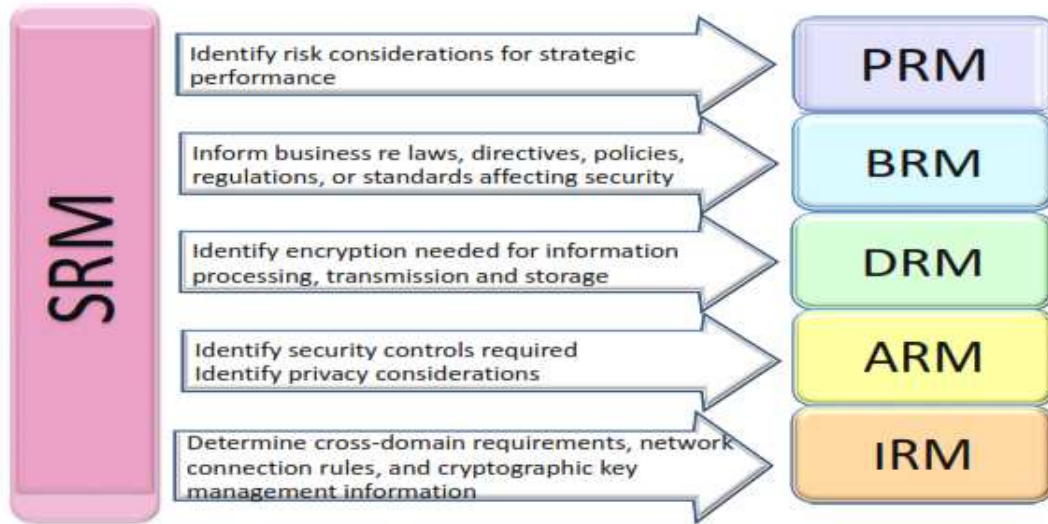 SRM
Identify risk considerations for strategic
performance
PRM
Inform business re laws, directives, policies,
regulations, or standards affecting security
BRM
Identify encryption needed for information
processing, transmission and storage
DRM
Identify security controls required
Identify privacy considerations
ARM
Determine cross-domain requirements, network
connection rules, and cryptographic key
management information
IRM